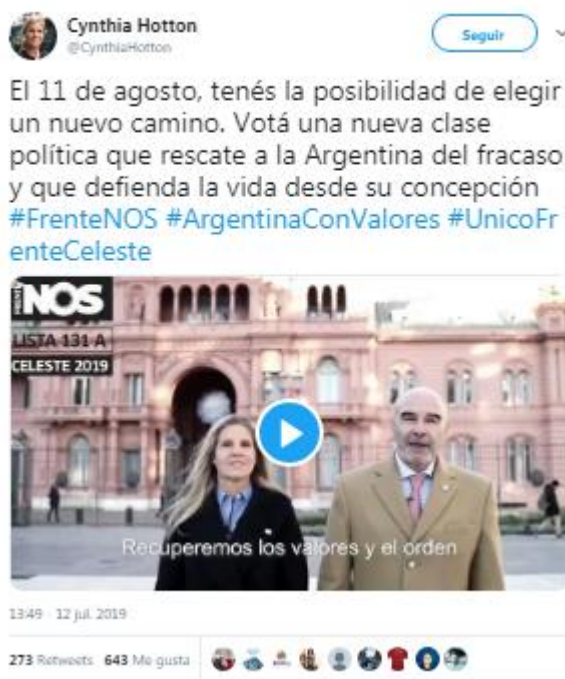 Cynthia Hotton
@CynthiaHotton
Seguir
El 11 de agosto, tenés la posibilidad de elegir
un nuevo camino. Votá una nueva clase
política que rescate a la Argentina del fracaso
y que defienda la vida desde su concepción
#FrenteNOS #ArgentinaConValores #UnicoFr
enteCeleste
FRENTE NOS
LISTA 131 A
CELESTE 2019
Recuperemos los valores y el orden
13:49 - 12 jul. 2019
273 Retweets 643 Me gusta